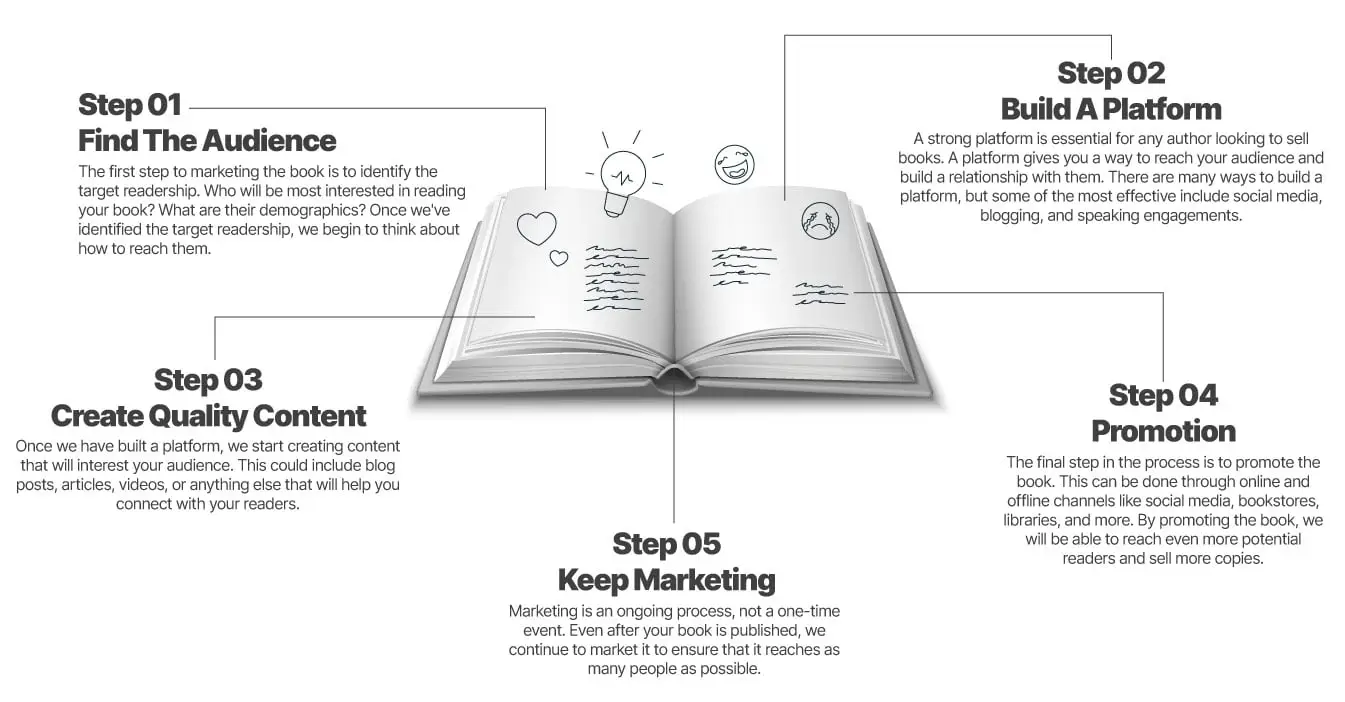 Step 01
Find The Audience
The first step to marketing the book is to identify the
target readership. Who will be most interested in reading
your book? What are their demographics? Once we've
identified the target readership, we begin to think about
how to reach them.
Step 02
Build A Platform
A strong platform is essential for any author looking to sell
books. A platform gives you a way to reach your audience and
build a relationship with them. There are many ways to build a
platform, but some of the most effective include social media,
blogging, and speaking engagements.
Step 03
Create Quality Content
Once we have built a platform, we start creating content
that will interest your audience. This could include blog
posts, articles, videos, or anything else that will help you
connect with your readers.
Step 04
Promotion
The final step in the process is to promote the
book. This can be done through online and
offline channels like social media, bookstores,
libraries, and more. By promoting the book, we
will be able to reach even more potential
readers and sell more copies.
Step 05
Keep Marketing
Marketing is an ongoing process, not a one-time
event. Even after your book is published, we
continue to market it to ensure that it reaches as
many people as possible.